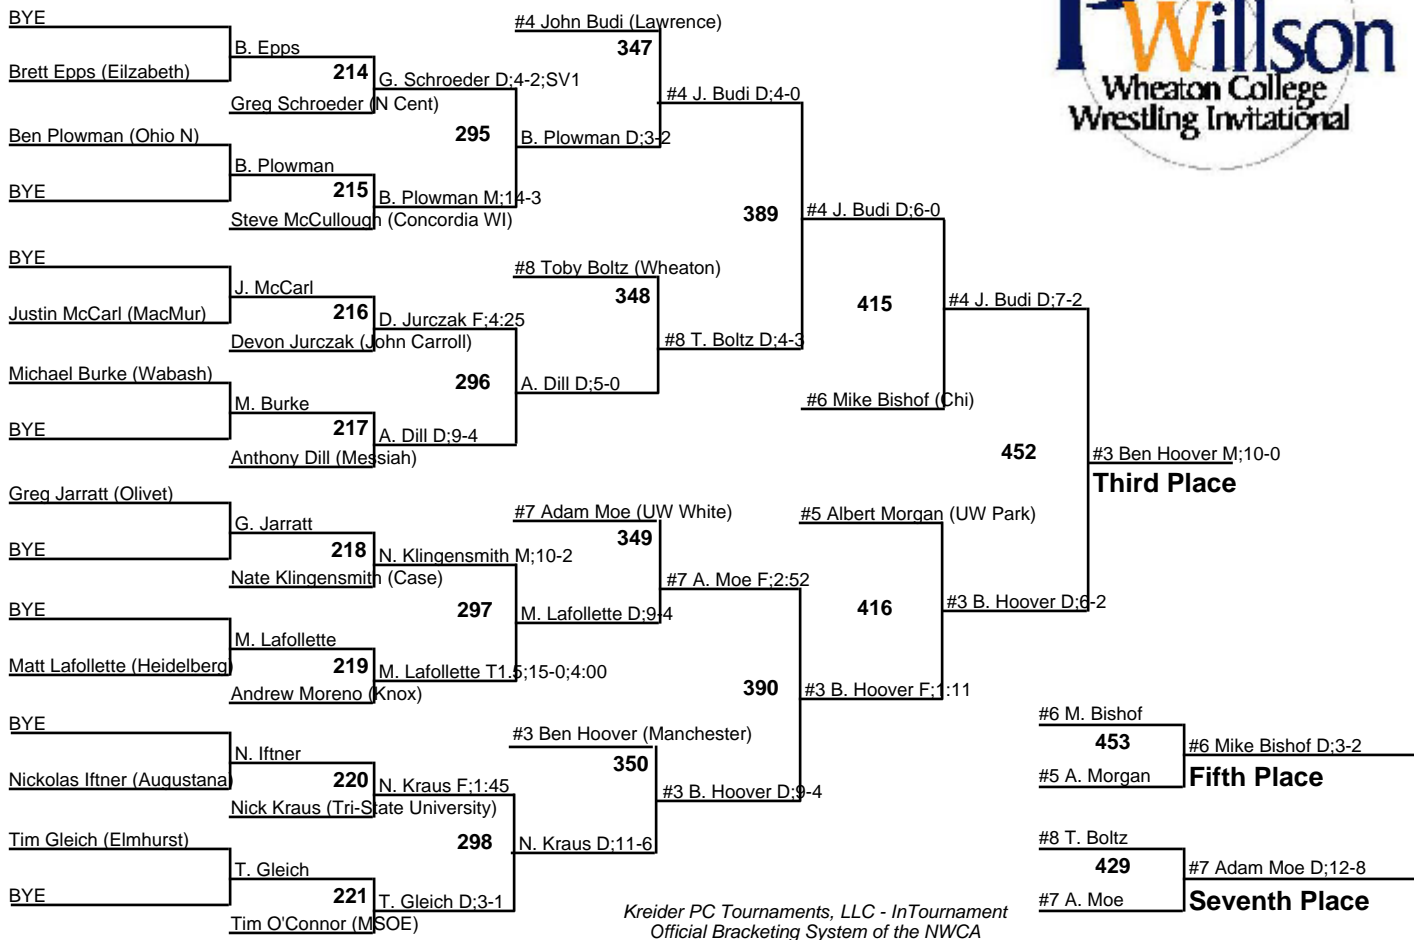 BYE
Brett Epps (Eilzabeth)
Ben Plowman (Ohio N)
BYE
BYE
Justin McCarl (MacMur)
Michael Burke (Wabash)
BYE
Greg Jarratt (Olivet)
BYE
BYE
Matt Lafollette (Heidelberg)
BYE
Nickolas Iftner (Augustana)
Tim Gleich (Elmhurst)
BYE
B. Epps
214
Greg Schroeder (N Cent)
B. Plowman
215
Steve McCullough (Concordia WI)
J. McCarl
216
Devon Jurczak (John Carroll)
M. Burke
217
Anthony Dill (Messiah)
G. Jarratt
218
Nate Klingensmith (Case)
M. Lafollette
219
Andrew Moreno (Knox)
N. Iftner
220
Nick Kraus (Tri-State University)
T. Gleich
221
Tim O'Connor (MSOE)
G. Schroeder D;4-2;SV1
295
B. Plowman M;14-3
D. Jurczak F;4:25
296
A. Dill D;9-4
N. Klingensmith M;10-2
297
M. Lafollette T1.5;15-0;4:00
N. Kraus F;1:45
298
T. Gleich D;3-1
#4 John Budi (Lawrence)
347
B. Plowman D;3-2
#8 Toby Boltz (Wheaton)
348
A. Dill D;5-0
#7 Adam Moe (UW White)
349
M. Lafollette D;9-4
#3 Ben Hoover (Manchester)
350
N. Kraus D;11-6
#4 J. Budi D;4-0
389
#8 T. Boltz D;4-3
#7 A. Moe F;2:52
390
#3 B. Hoover D;9-4
#4 J. Budi D;6-0
415
#6 Mike Bishof (Chi)
#5 Albert Morgan (UW Park)
416
#3 B. Hoover F;1:11
#4 J. Budi D;7-2
452
#3 B. Hoover D;6-2
#3 Ben Hoover M;10-0
Third Place
#6 M. Bishof
453
#5 A. Morgan
#6 Mike Bishof D;3-2
Fifth Place
#8 T. Boltz
429
#7 A. Moe
#7 Adam Moe D;12-8
Seventh Place
Willson
Wheaton College
Wrestling Invitational
Kreider PC Tournaments, LLC - InTournament
Official Bracketing System of the NWCA